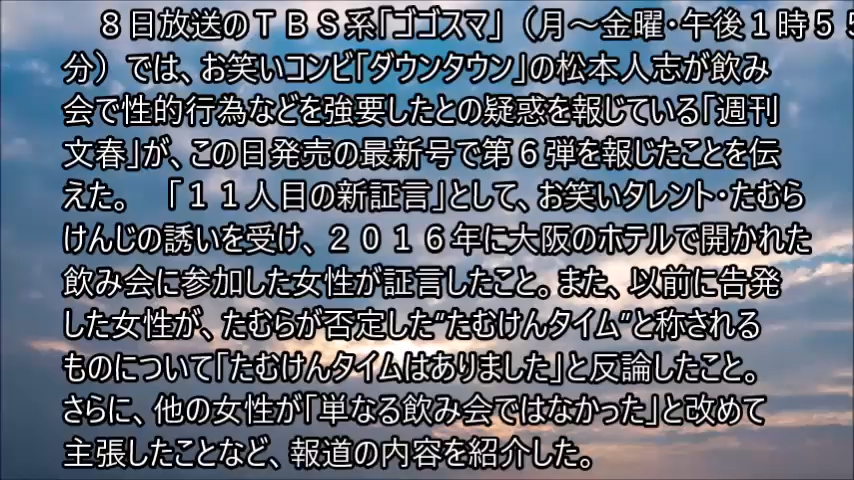 ８日放送のＴＢＳ系「ゴゴスマ」（月～金曜・午後１時５５
分）では、お笑いコンビ「ダウンタウン」の松本人志が飲み
会で性的行為などを強要したとの疑惑を報じている「週刊
文春」が、この日発売の最新号で第６弾を報じたことを伝
えた。　「１１人目の新証言」として、お笑いタレント・たむら
けんじの誘いを受け、２０１６年に大阪のホテルで開かれた
飲み会に参加した女性が証言したこと。また、以前に告発
した女性が、たむらが否定した“たむけんタイム”と称される
ものについて「たむけんタイムはありました」と反論したこと。
さらに、他の女性が「単なる飲み会ではなかった」と改めて
主張したことなど、報道の内容を紹介した。